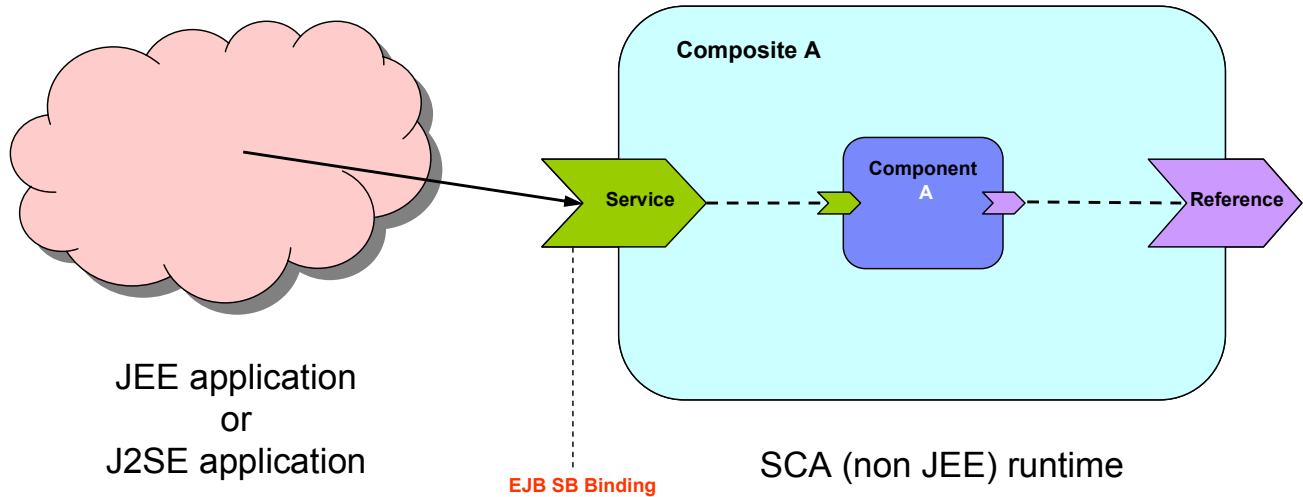 Composite A
Component
A
Service
Reference
JEE application
or
J2SE application
EJB SB Binding
SCA (non JEE) runtime